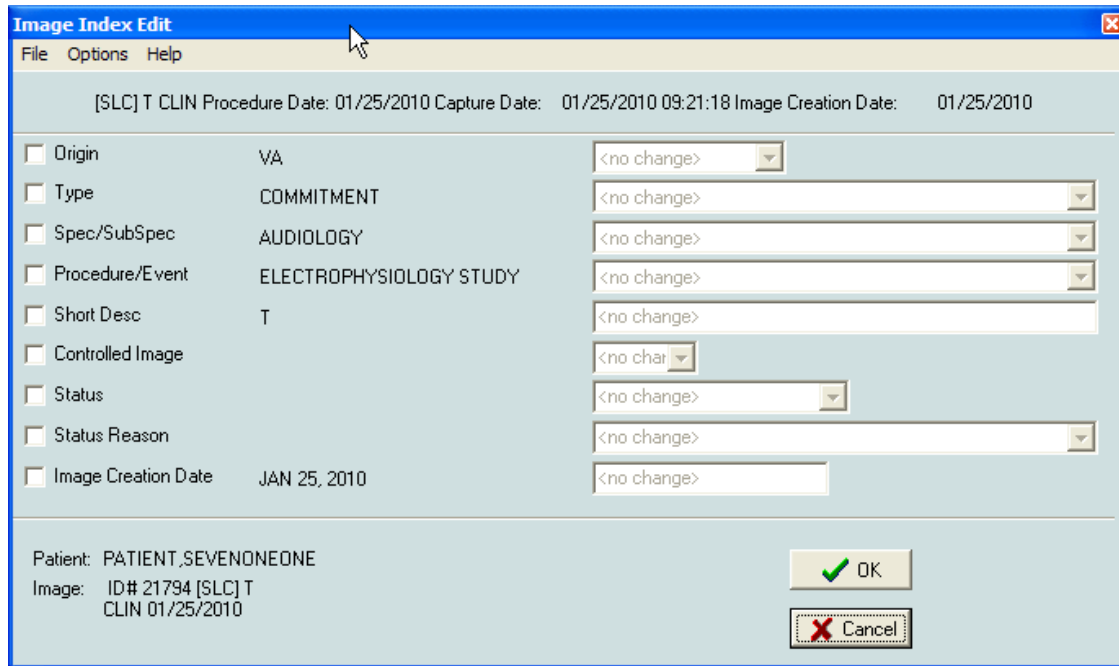 Image Index Edit
File Options Help
[SLC] T CLIN Procedure Date: 01/25/2010 Capture Date: 01/25/2010 09:21:18 Image Creation Date: 01/25/2010
Origin VA <no change>
Type COMMITMENT <no change>
Spec/SubSpec AUDIOLOGY <no change>
Procedure/Event ELECTROPHYSIOLOGY STUDY <no change>
Short Desc T <no change>
Controlled Image <no char
Status <no change>
Status Reason <no change>
Image Creation Date JAN 25, 2010 <no change>
Patient: PATIENT,SEVENONEONE
Image: ID# 21794 [SLC] T
CLIN 01/25/2010
OK
Cancel